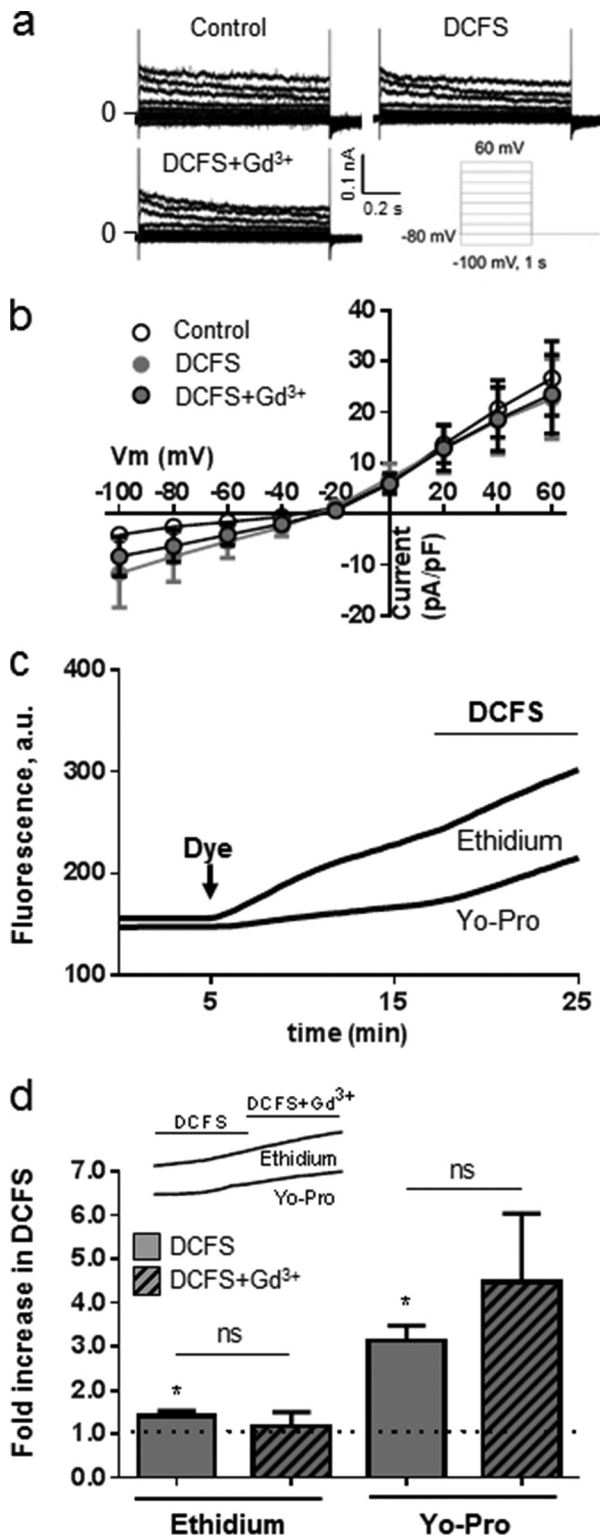 a
Control DCFS
0
DCFS+Gd³⁺ 60 mV
0.1 nA
0.2 s
0
-80 mV
-100 mV, 1 s
b
Control
DCFS
DCFS+Gd³⁺
Vm (mV)
40
30
20
10
-100 -80 -60 -40 -20 0 20 40 60
-10
-20
Current
(pA/pF)
c
400
300
200
100
Fluorescence, a.u.
DCFS
Dye
Ethidium
Yo-Pro
5 15 25
time (min)
d
DCFS DCFS+Gd³⁺
Ethidium
Yo-Pro
7.0
6.0
5.0
4.0
3.0
2.0
1.0
0.0
Fold increase in DCFS
DCFS
DCFS+Gd³⁺
ns
ns
*
*
Ethidium Yo-Pro